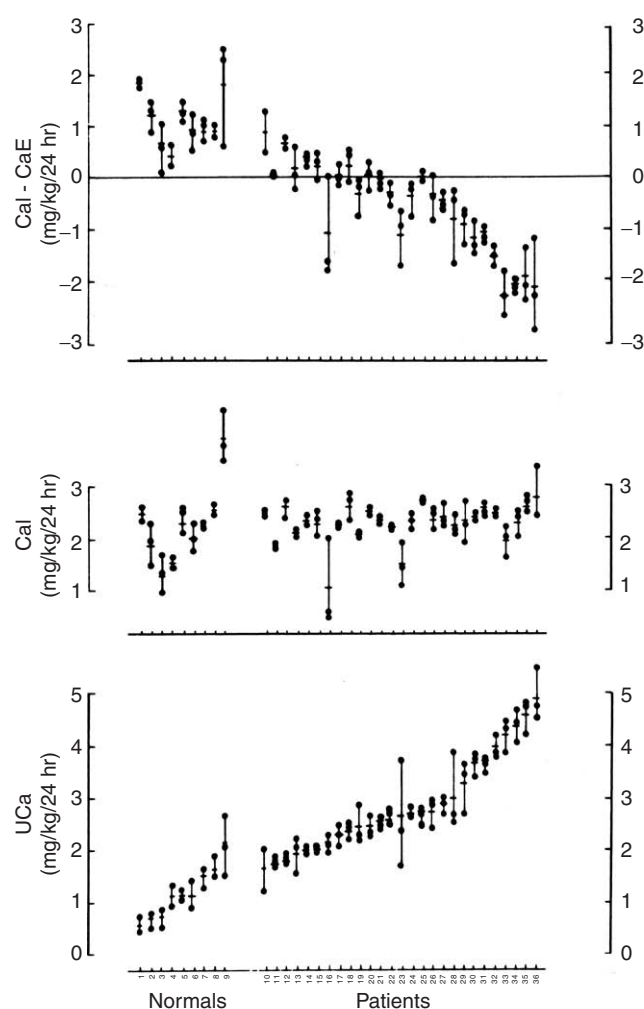 3 3
2 2
1 1
0 0
–1 –1
–2 –2
–3 –3
CaI - CaE
(mg/kg/24 hr)
3 3
2 2
1 1
CaI
(mg/kg/24 hr)
5 5
4 4
3 3
2 2
1 1
0 0
UCa
(mg/kg/24 hr)
1 2 3 4 5 6 7 8 9 10 11 12 13 14 15 16 17 18 19 20 21 22 23 24 25 26 27 28 29 30 31 32 33 34 35 36
Normals Patients